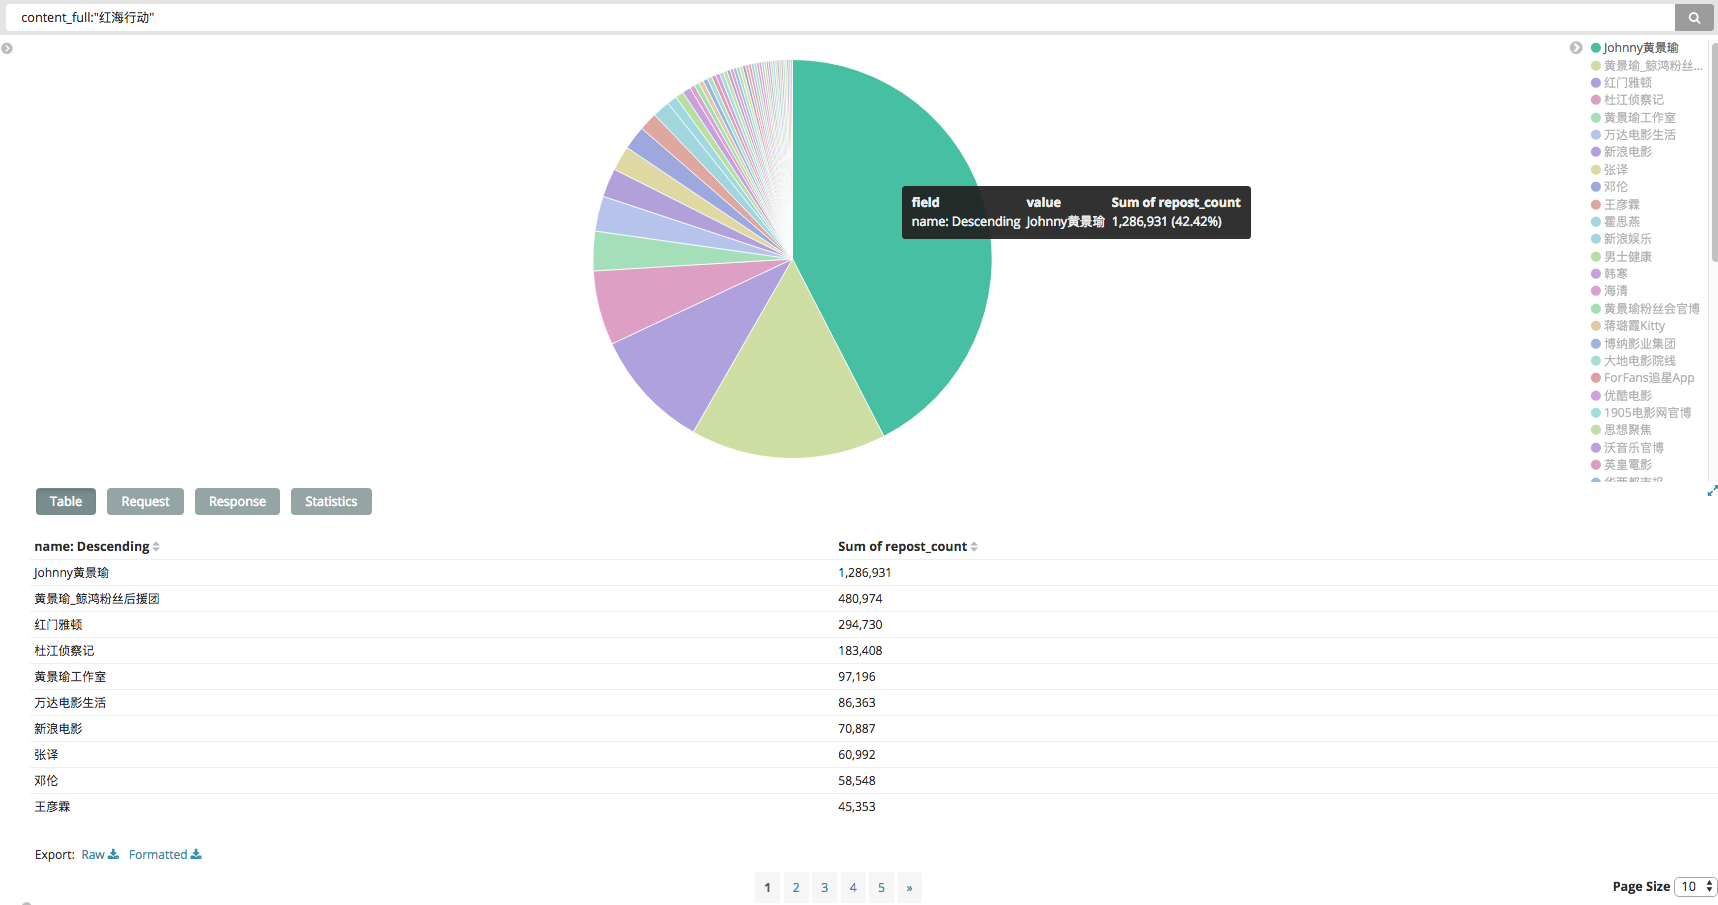 content_full:"红海行动"
Johnny黄景瑜
黄景瑜_鲸鸿粉丝...
红门雅顿
杜江侦察记
黄景瑜工作室
万达电影生活
新浪电影
张译
邓伦
王彦霖
霍思燕
新浪娱乐
男士健康
韩寒
海清
黄景瑜粉丝会官博
蒋璐霞Kitty
博纳影业集团
大地电影院线
ForFans追星App
优酷电影
1905电影网官博
思想聚焦
沃音乐官博
英皇電影
field value Sum of repost_count
name: Descending Johnny黄景瑜 1,286,931 (42.42%)
Table Request Response Statistics
name: Descending Sum of repost_count
Johnny黄景瑜 1,286,931
黄景瑜_鲸鸿粉丝后援团 480,974
红门雅顿 294,730
杜江侦察记 183,408
黄景瑜工作室 97,196
万达电影生活 86,363
新浪电影 70,887
张译 60,992
邓伦 58,548
王彦霖 45,353
Export: Raw Formatted
1 2 3 4 5 »
Page Size 10